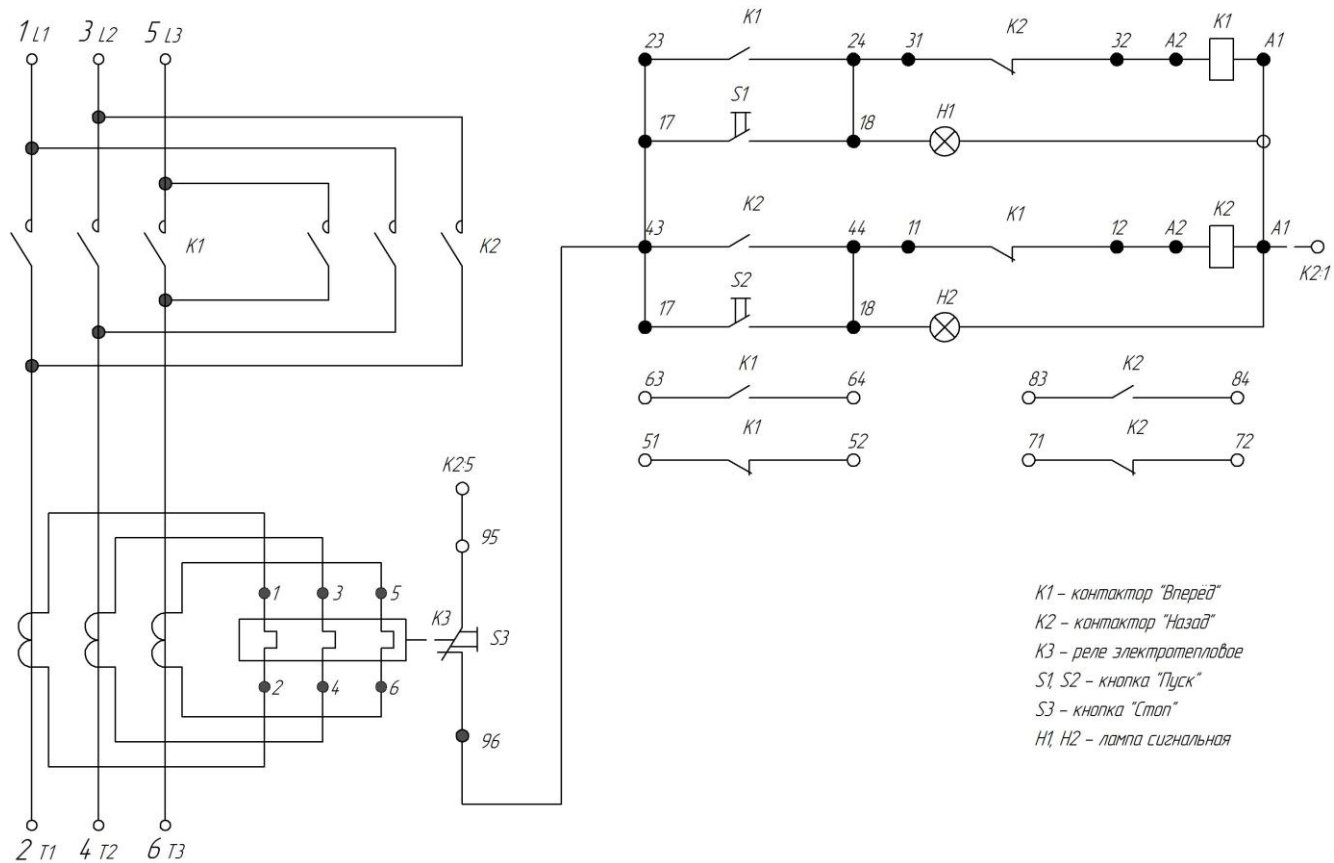 1 L1 3 L2 5 L3
K1 K2
K2:5
95
1 3 5
K3 S3
2 4 6
96
2 T1 4 T2 6 T3
23 K1 24 31 K2 32 A2 K1 A1
17 S1 18 H1
43 K2 44 11 K1 12 A2 K2 A1
K2:1
17 S2 18 H2
63 K1 64 83 K2 84
51 K1 52 71 K2 72
K1 – контактор "Вперёд"
K2 – контактор "Назад"
K3 – реле электротепловое
S1, S2 – кнопка "Пуск"
S3 – кнопка "Стоп"
H1, H2 – лампа сигнальная